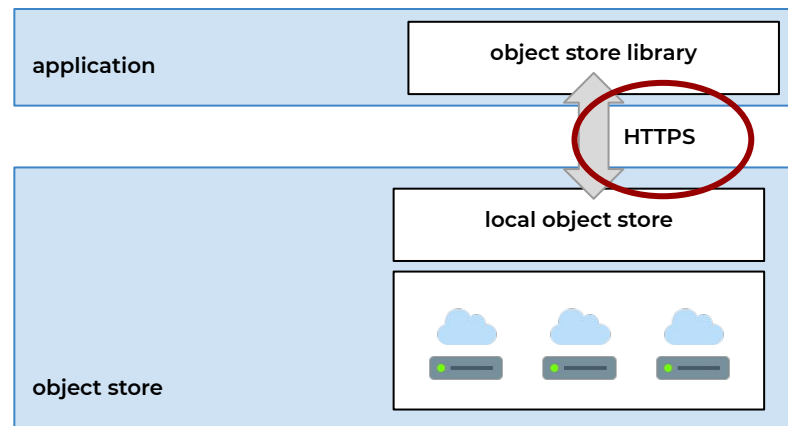 application
object store library
HTTPS
local object store
object store